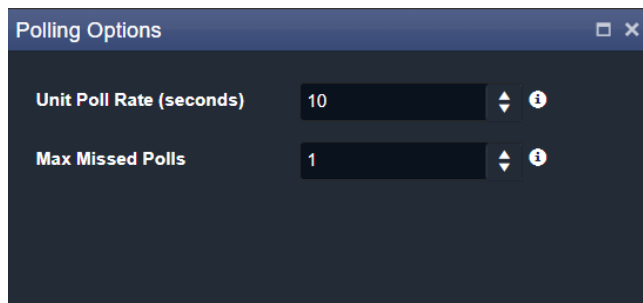 Polling Options
Unit Poll Rate (seconds) 10
Max Missed Polls 1